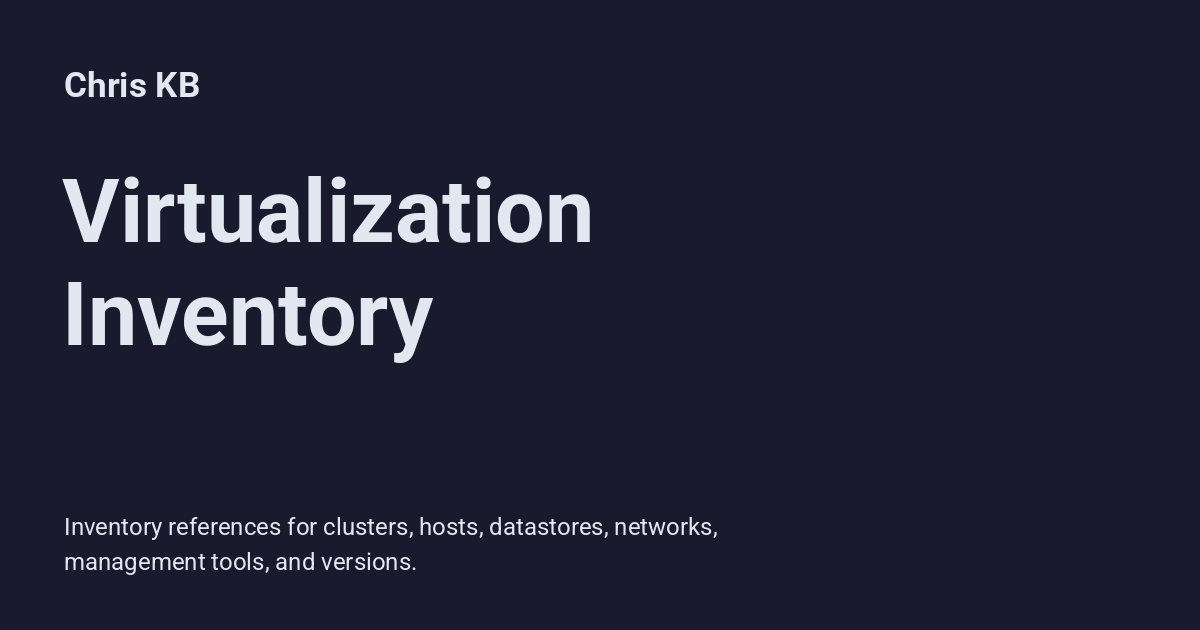 Chris KB
Virtualization
Inventory
Inventory references for clusters, hosts, datastores, networks,
management tools, and versions.